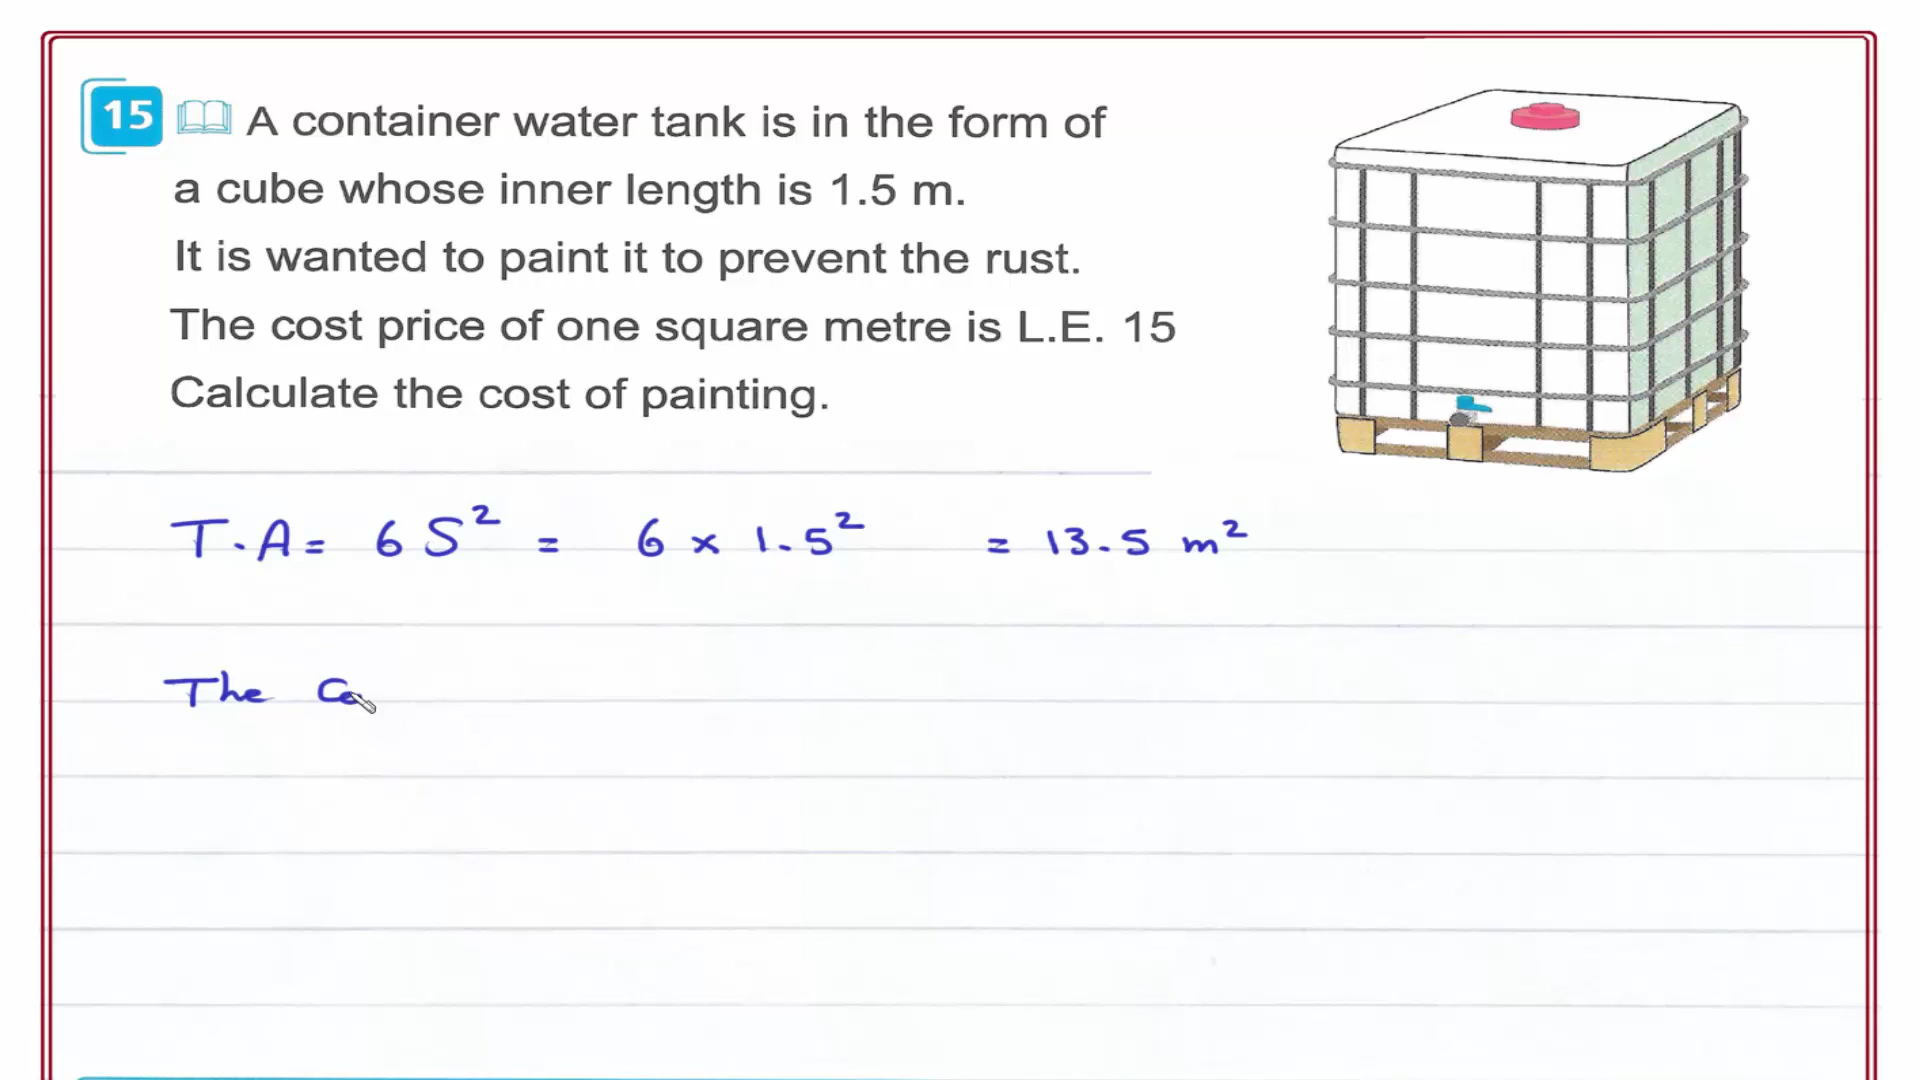 15 A container water tank is in the form of
a cube whose inner length is 1.5 m.
It is wanted to paint it to prevent the rust.
The cost price of one square metre is L.E. 15
Calculate the cost of painting.
T.A = 6 S² = 6 × 1.5² = 13.5 m²
The Co